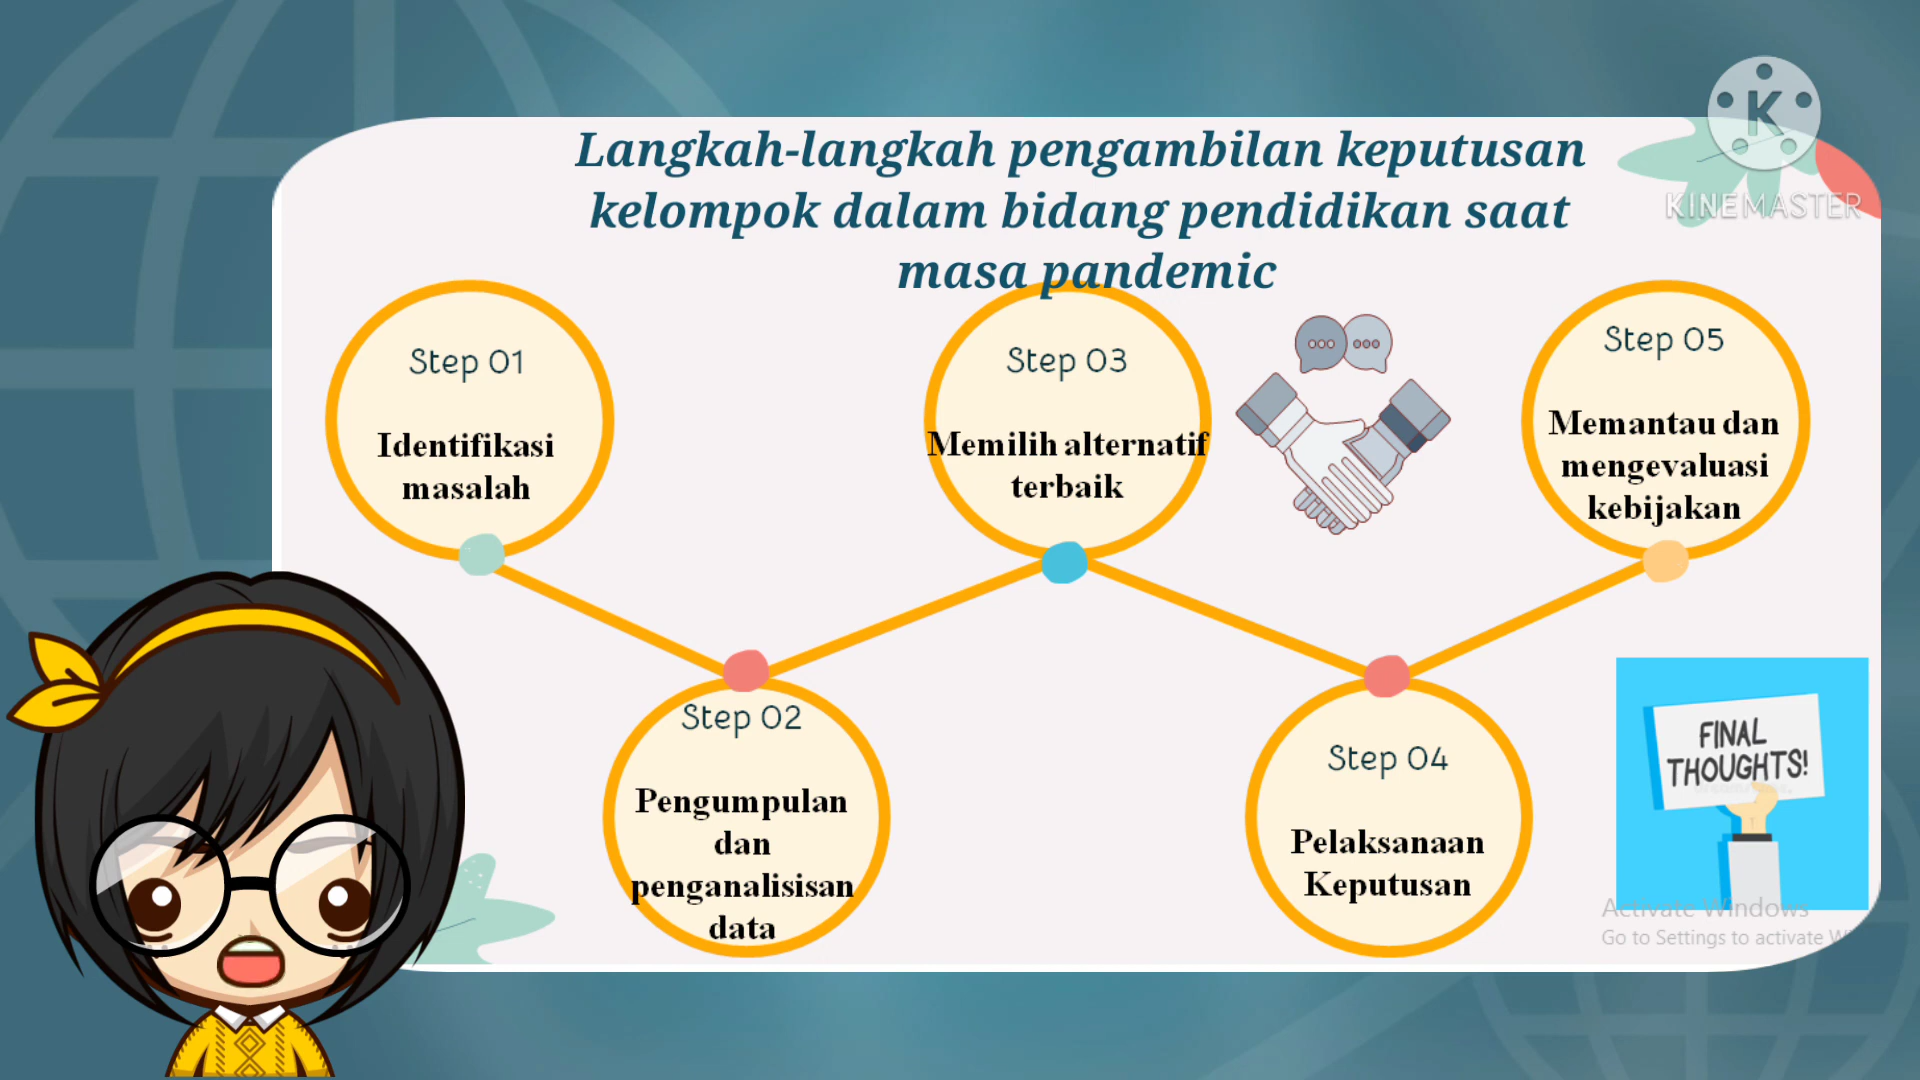 Langkah-langkah pengambilan keputusan
kelompok dalam bidang pendidikan saat
masa pandemic
K
KINEMASTER
Step 01
Identifikasi
masalah
Step 02
Pengumpulan
dan
penganalisisan
data
Step 03
Memilih alternatif
terbaik
Step 04
Pelaksanaan
Keputusan
Step 05
Memantau dan
mengevaluasi
kebijakan
FINAL
THOUGHTS!
Activate Windows
Go to Settings to activate W